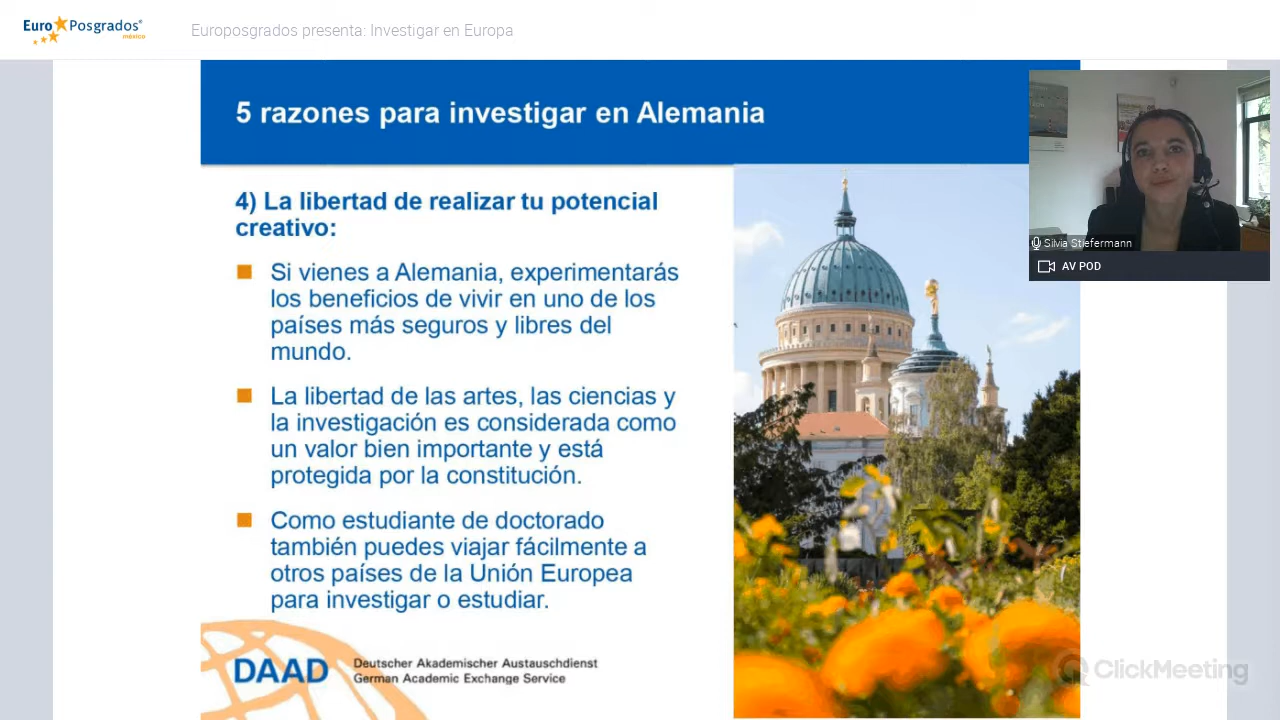 EuroPosgrados®
méxico
Europosgrados presenta: Investigar en Europa
5 razones para investigar en Alemania
4) La libertad de realizar tu potencial
creativo:
Si vienes a Alemania, experimentarás
los beneficios de vivir en uno de los
países más seguros y libres del
mundo.
La libertad de las artes, las ciencias y
la investigación es considerada como
un valor bien importante y está
protegida por la constitución.
Como estudiante de doctorado
también puedes viajar fácilmente a
otros países de la Unión Europea
para investigar o estudiar.
DAAD
Deutscher Akademischer Austauschdienst
German Academic Exchange Service
Silvia Stiefermann
AV POD
ClickMeeting